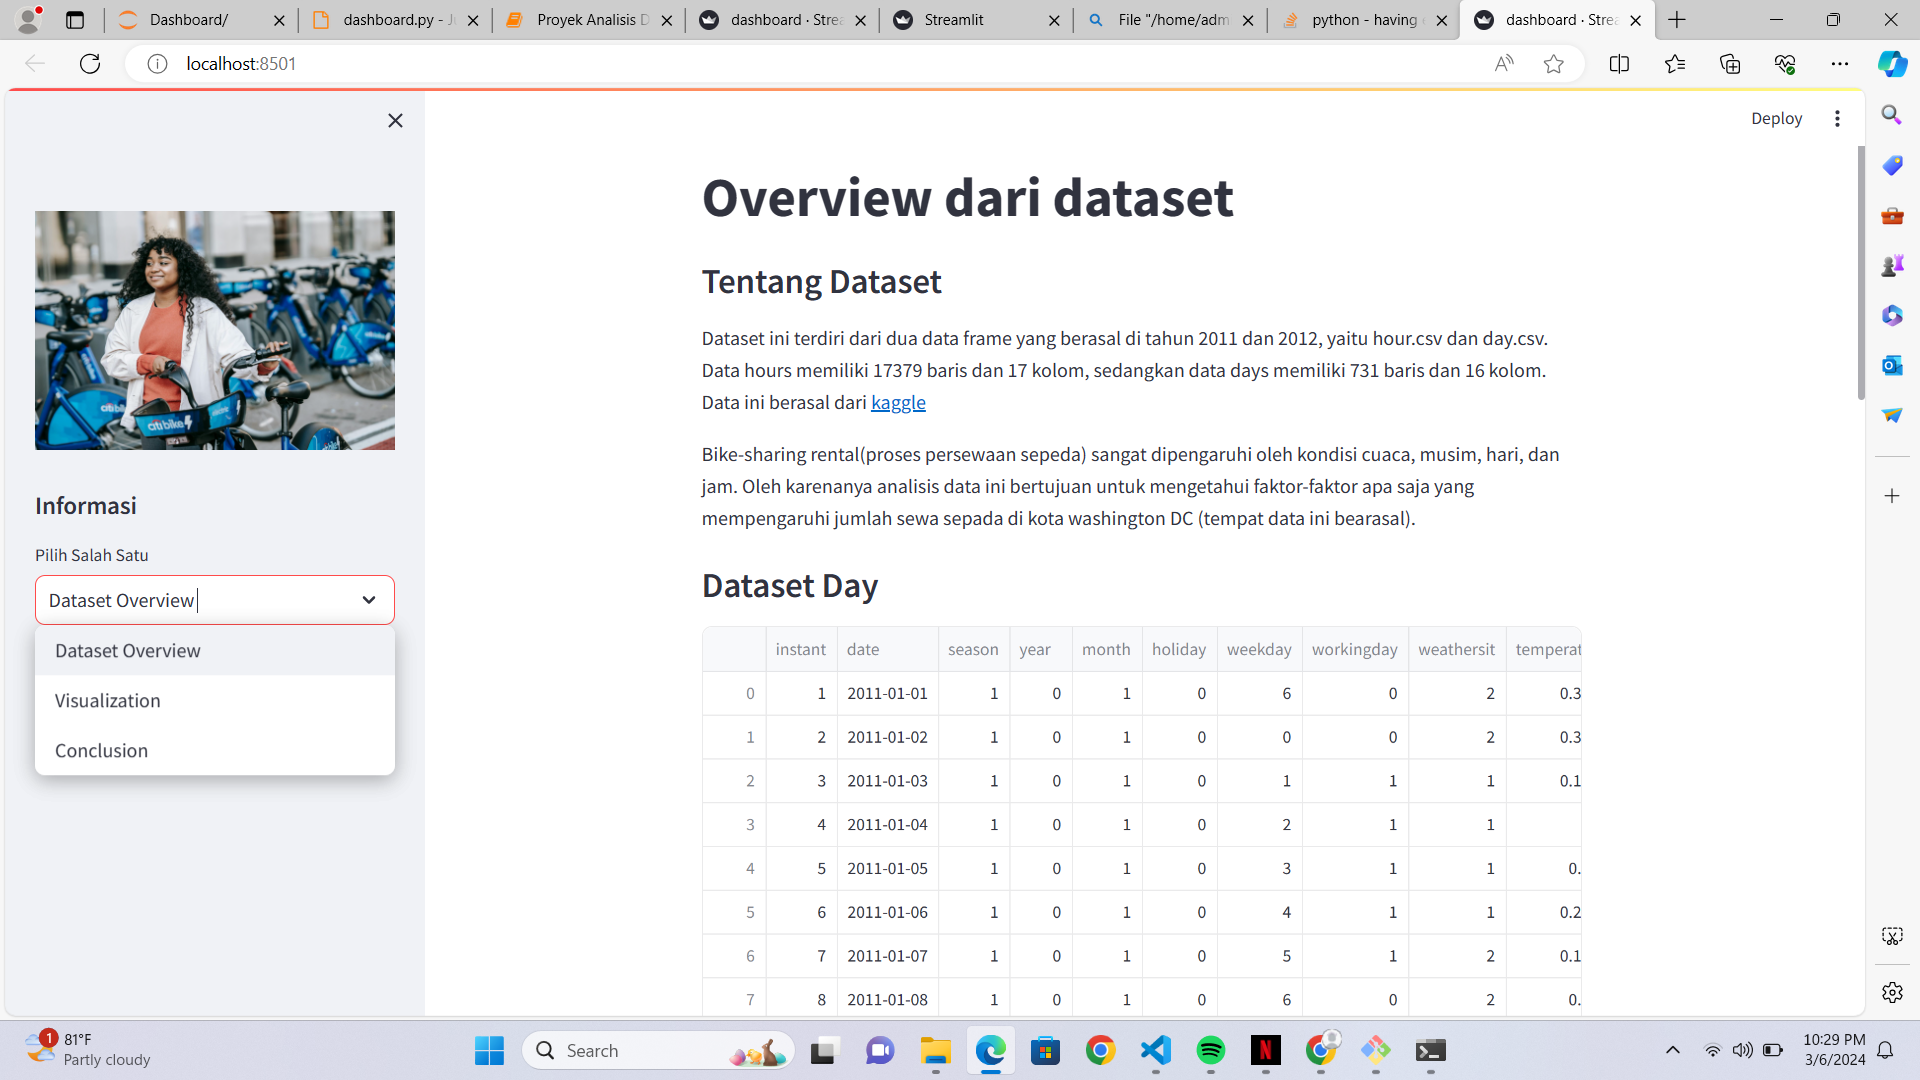 Dashboard/
dashboard.py - Ju
Proyek Analisis D
dashboard · Strea
Streamlit
File "/home/adm
python - having e
dashboard · Strea
localhost:8501
Deploy
citibike
Informasi
Pilih Salah Satu
Dataset Overview
Dataset Overview
Visualization
Conclusion
Overview dari dataset
Tentang Dataset
Dataset ini terdiri dari dua data frame yang berasal di tahun 2011 dan 2012, yaitu hour.csv dan day.csv.
Data hours memiliki 17379 baris dan 17 kolom, sedangkan data days memiliki 731 baris dan 16 kolom.
Data ini berasal dari kaggle
Bike-sharing rental(proses persewaan sepeda) sangat dipengaruhi oleh kondisi cuaca, musim, hari, dan
jam. Oleh karenanya analisis data ini bertujuan untuk mengetahui faktor-faktor apa saja yang
mempengaruhi jumlah sewa sepada di kota washington DC (tempat data ini bearasal).
Dataset Day
instant date season year month holiday weekday workingday weathersit temperat
0 1 2011-01-01 1 0 1 0 6 0 2 0.3
1 2 2011-01-02 1 0 1 0 0 0 2 0.3
2 3 2011-01-03 1 0 1 0 1 1 1 0.1
3 4 2011-01-04 1 0 1 0 2 1 1
4 5 2011-01-05 1 0 1 0 3 1 1 0.
5 6 2011-01-06 1 0 1 0 4 1 1 0.2
6 7 2011-01-07 1 0 1 0 5 1 2 0.1
7 8 2011-01-08 1 0 1 0 6 0 2 0.
1
81°F
Partly cloudy
Search
10:29 PM
3/6/2024